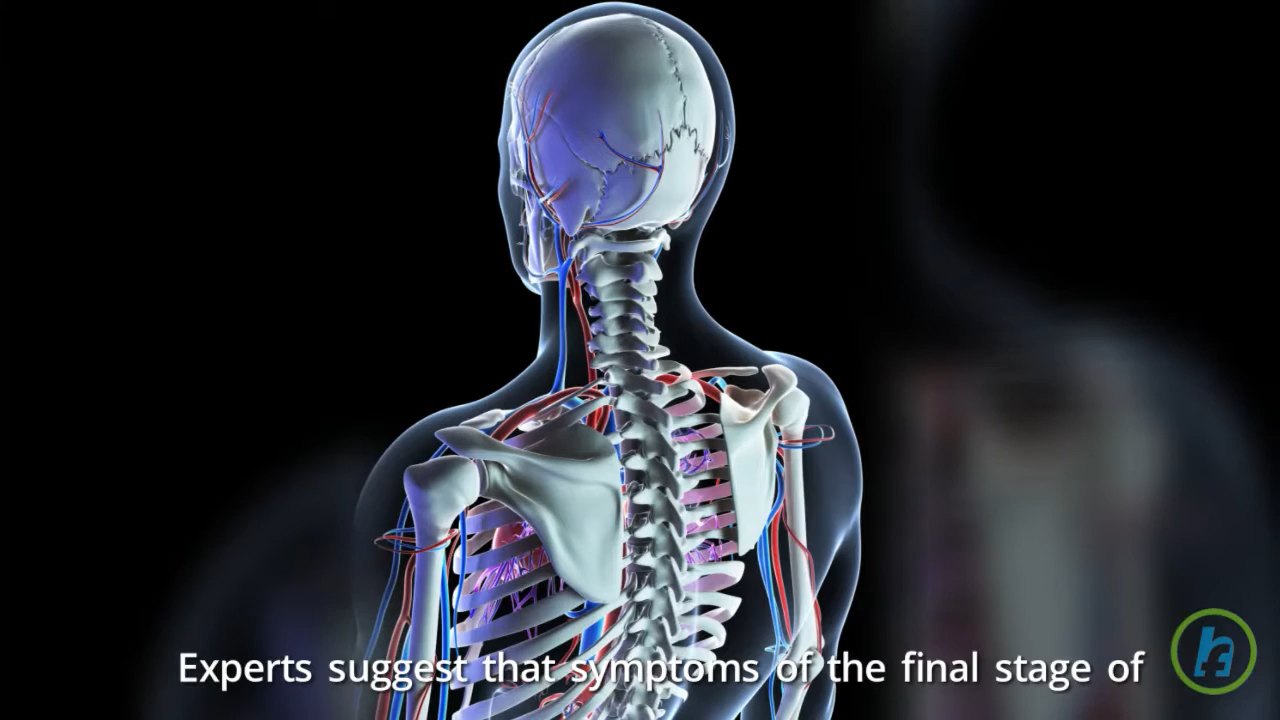 Experts suggest that symptoms of the final stage of